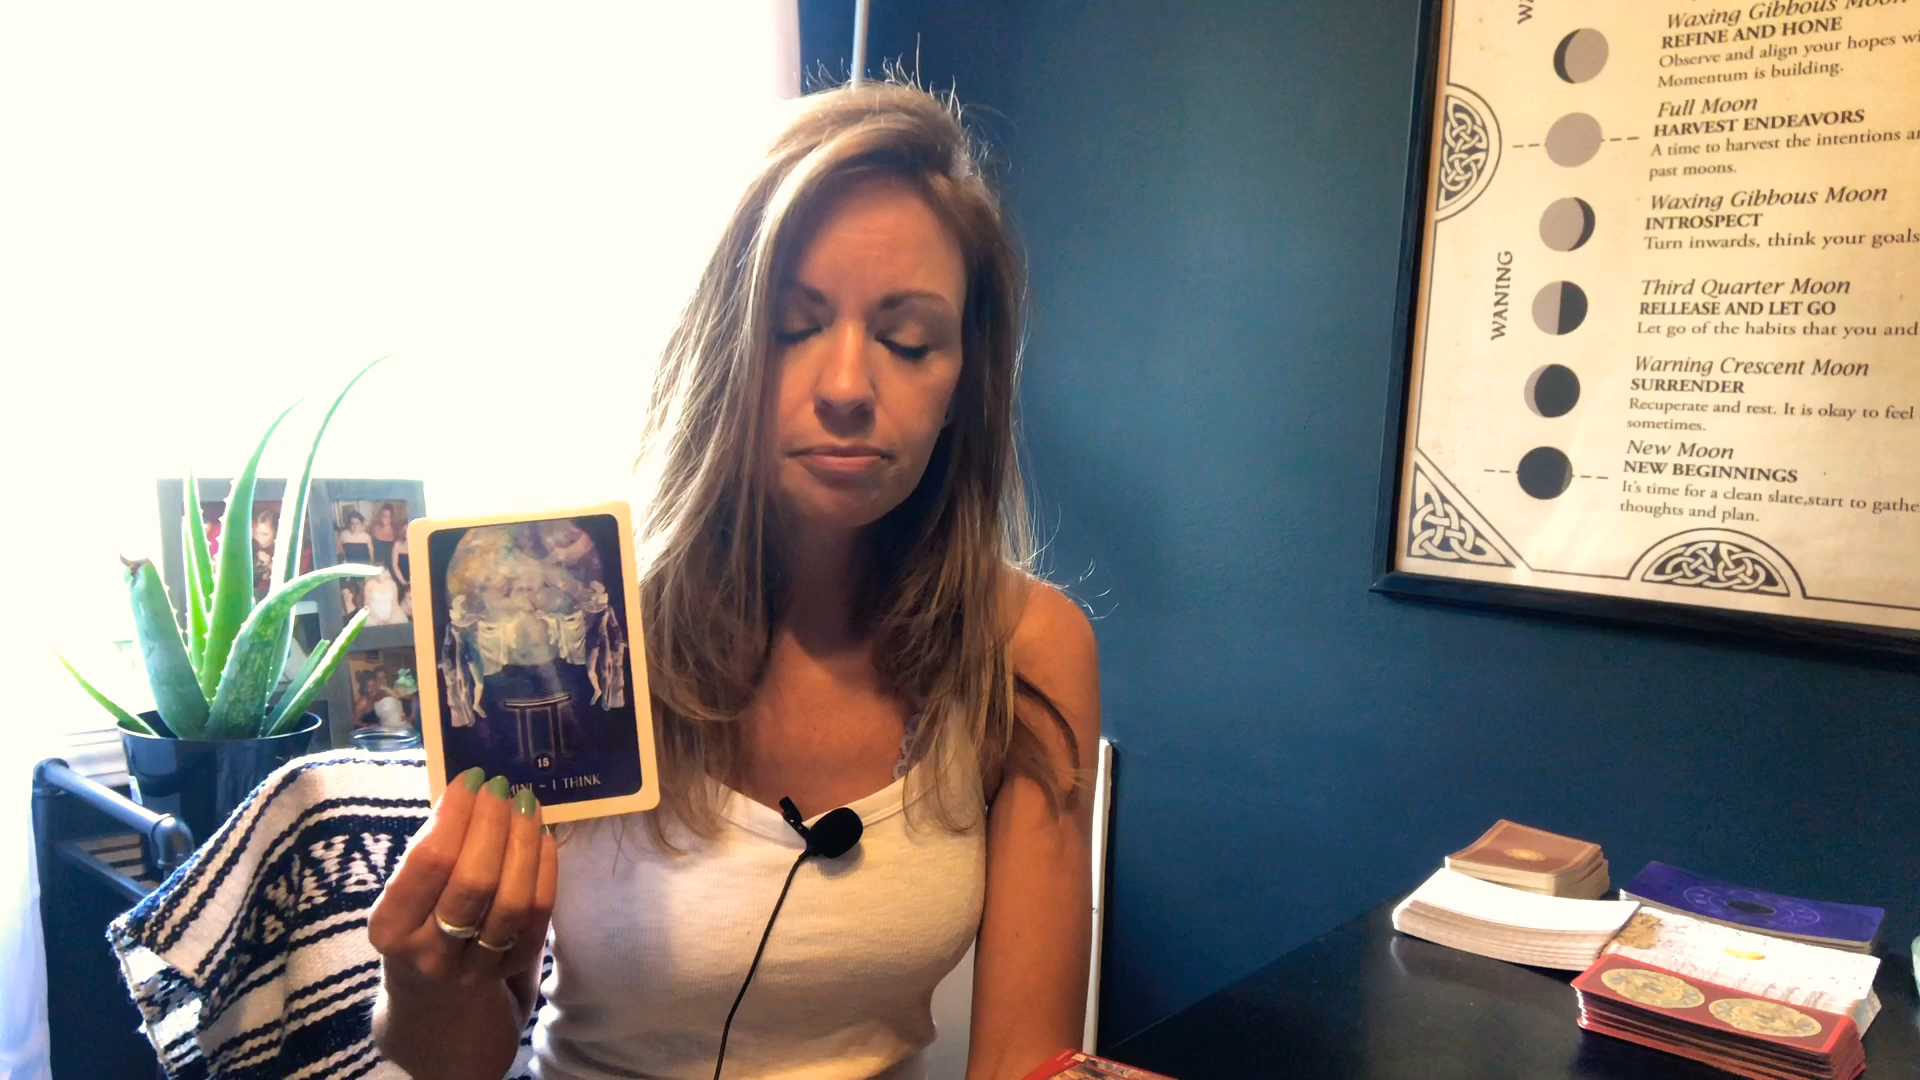 Waxing Gibbous Moon
REFINE AND HONE
Observe and align your hopes wi
Momentum is building.
Full Moon
HARVEST ENDEAVORS
A time to harvest the intentions a
past moons.
WANING
Waxing Gibbous Moon
INTROSPECT
Turn inwards, think your goals
Third Quarter Moon
RELLEASE AND LET GO
Let go of the habits that you and
Warning Crescent Moon
SURRENDER
Recuperate and rest. It is okay to feel
sometimes.
New Moon
NEW BEGINNINGS
It's time for a clean slate,start to gathe
thoughts and plan.
15
MINI - I THINK